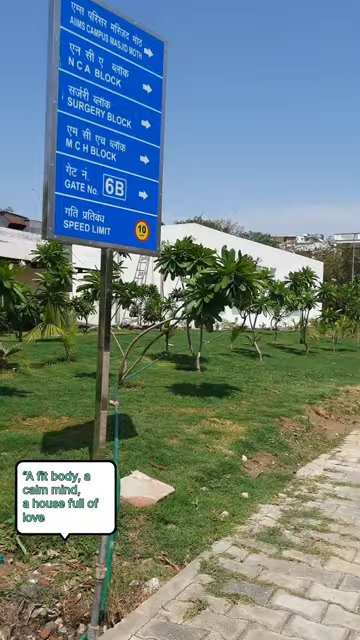 एम्स परिसर मस्जिद मोठ
AIIMS CAMPUS MASJID MOTH
एन सी ए ब्लॉक
N C A BLOCK
सर्जरी ब्लॉक
SURGERY BLOCK
एम सी एच ब्लॉक
M C H BLOCK
गेट नं.
GATE No. 6B
गति प्रतिबंध
SPEED LIMIT 10
"A fit body, a
calm mind,
a house full of
love